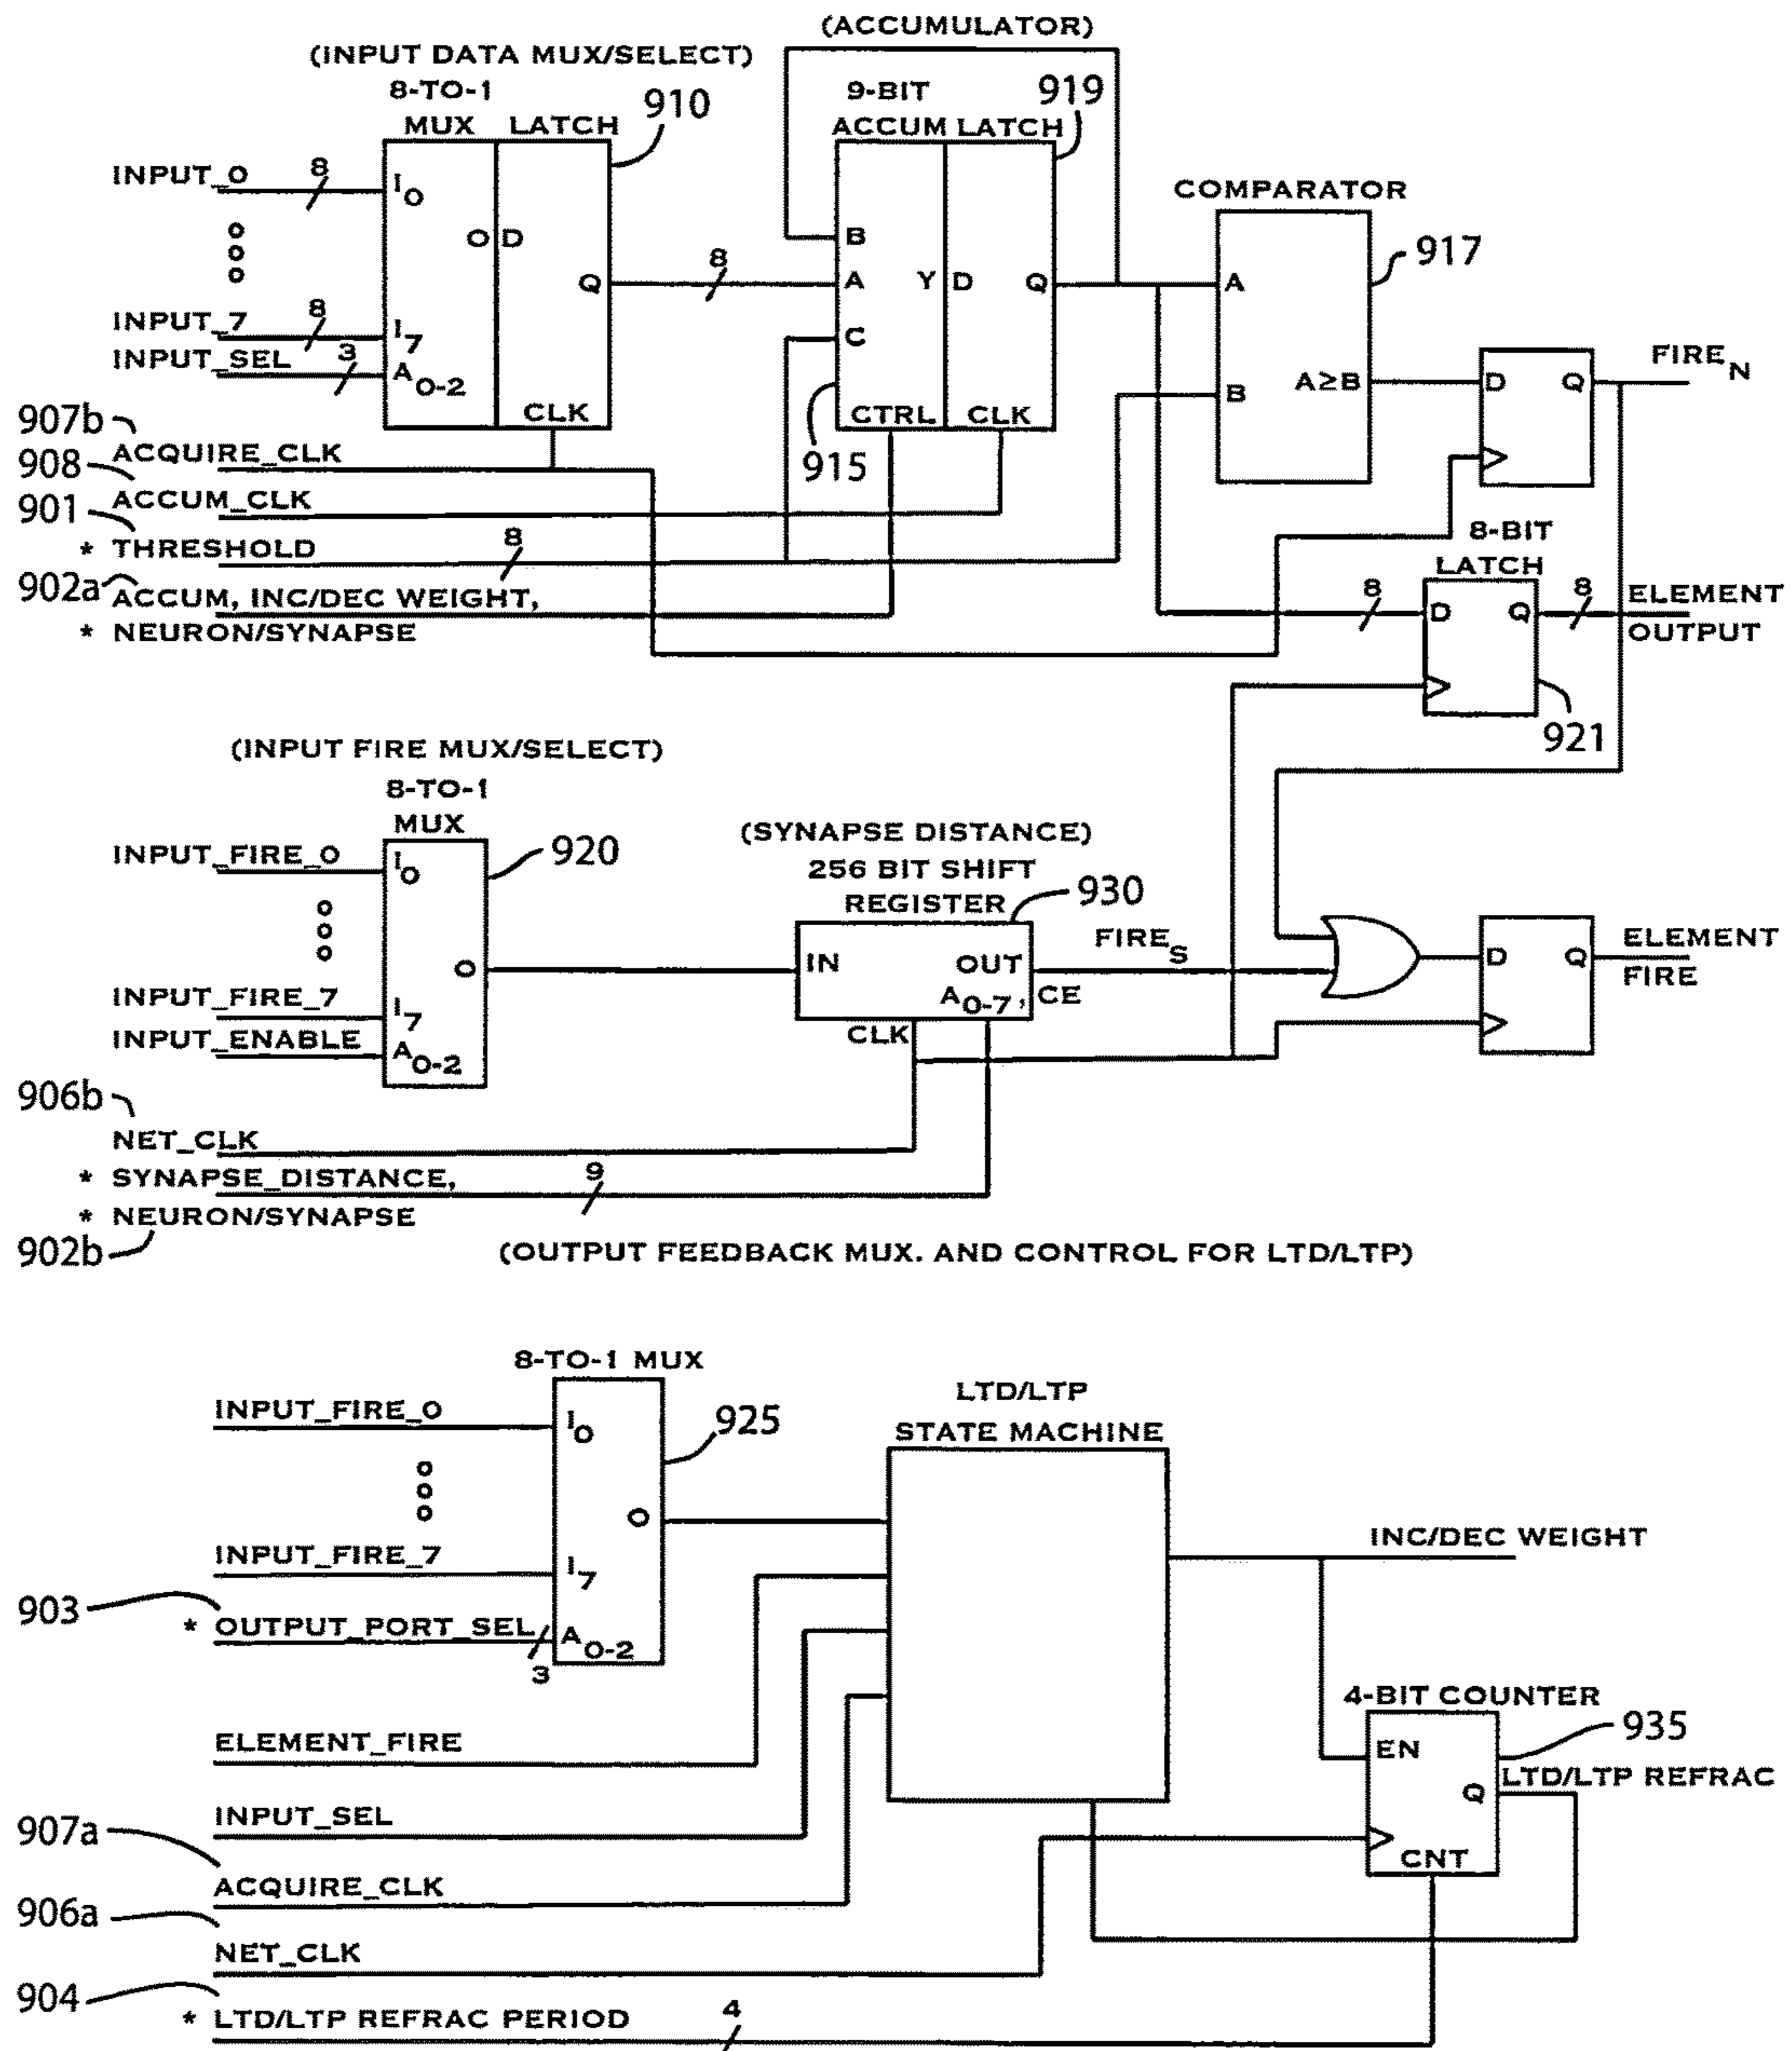 (ACCUMULATOR)
(INPUT DATA MUX/SELECT)
8-TO-1
MUX LATCH
910
9-BIT
ACCUM LATCH
919
INPUT_0
8
I0
O D
Q
INPUT_7
8
I7
INPUT_SEL
3
A0-2
CLK
8
B
A
Y D
Q
C
CTRL
CLK
915
COMPARATOR
917
A
B
A≥B
D
Q
FIRE N
907b
ACQUIRE_CLK
908
ACCUM_CLK
901
* THRESHOLD
8
902a
ACCUM, INC/DEC WEIGHT,
* NEURON/SYNAPSE
8-BIT
LATCH
8
D
Q
8
ELEMENT
OUTPUT
921
(INPUT FIRE MUX/SELECT)
8-TO-1
MUX
920
INPUT_FIRE_0
I0
O
INPUT_FIRE_7
I7
INPUT_ENABLE
A0-2
(SYNAPSE DISTANCE)
256 BIT SHIFT
REGISTER
930
IN
OUT
A0-7, CE
CLK
FIRE S
D
Q
ELEMENT
FIRE
906b
NET_CLK
* SYNAPSE_DISTANCE,
9
* NEURON/SYNAPSE
902b
(OUTPUT FEEDBACK MUX. AND CONTROL FOR LTD/LTP)
8-TO-1 MUX
925
INPUT_FIRE_0
I0
O
INPUT_FIRE_7
I7
903
* OUTPUT_PORT_SEL
3
A0-2
LTD/LTP
STATE MACHINE
INC/DEC WEIGHT
ELEMENT_FIRE
INPUT_SEL
907a
ACQUIRE_CLK
906a
NET_CLK
904
* LTD/LTP REFRAC PERIOD
4
4-BIT COUNTER
935
EN
Q
LTD/LTP REFRAC
CNT